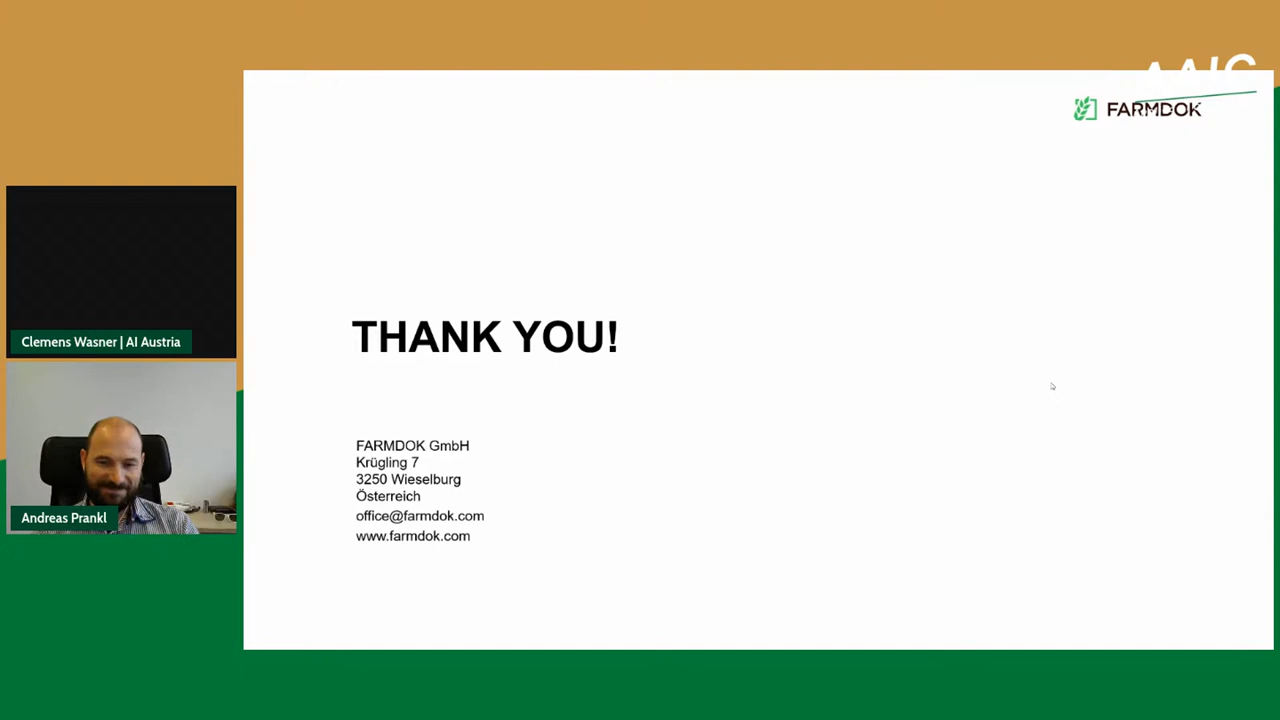 FARMDOK
Clemens Wasner | AI Austria
THANK YOU!
FARMDOK GmbH
Krügling 7
3250 Wieselburg
Österreich
office@farmdok.com
www.farmdok.com
Andreas Prankl